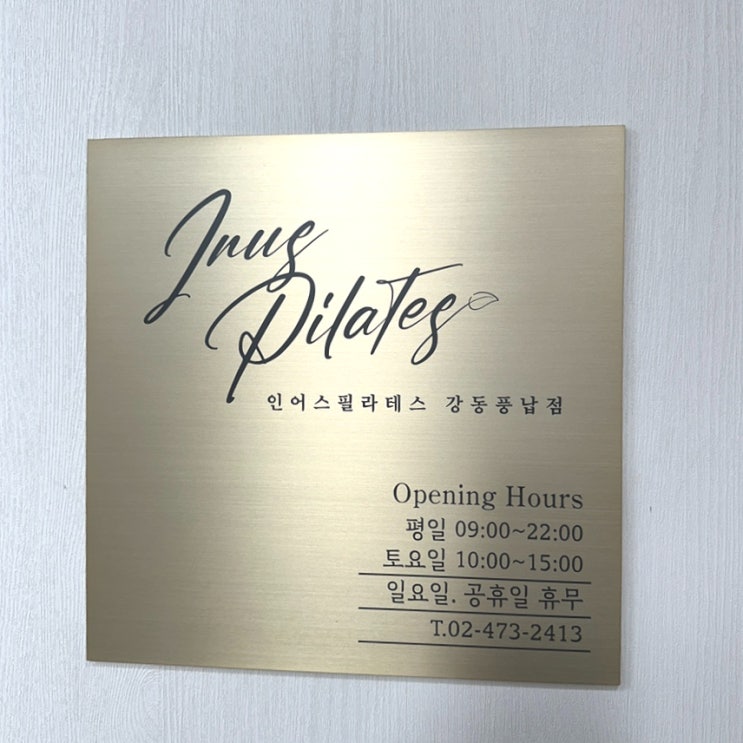 Inus
Pilates
인어스필라테스 강동풍납점
Opening Hours
평일 09:00~22:00
토요일 10:00~15:00
일요일. 공휴일 휴무
T.02-473-2413